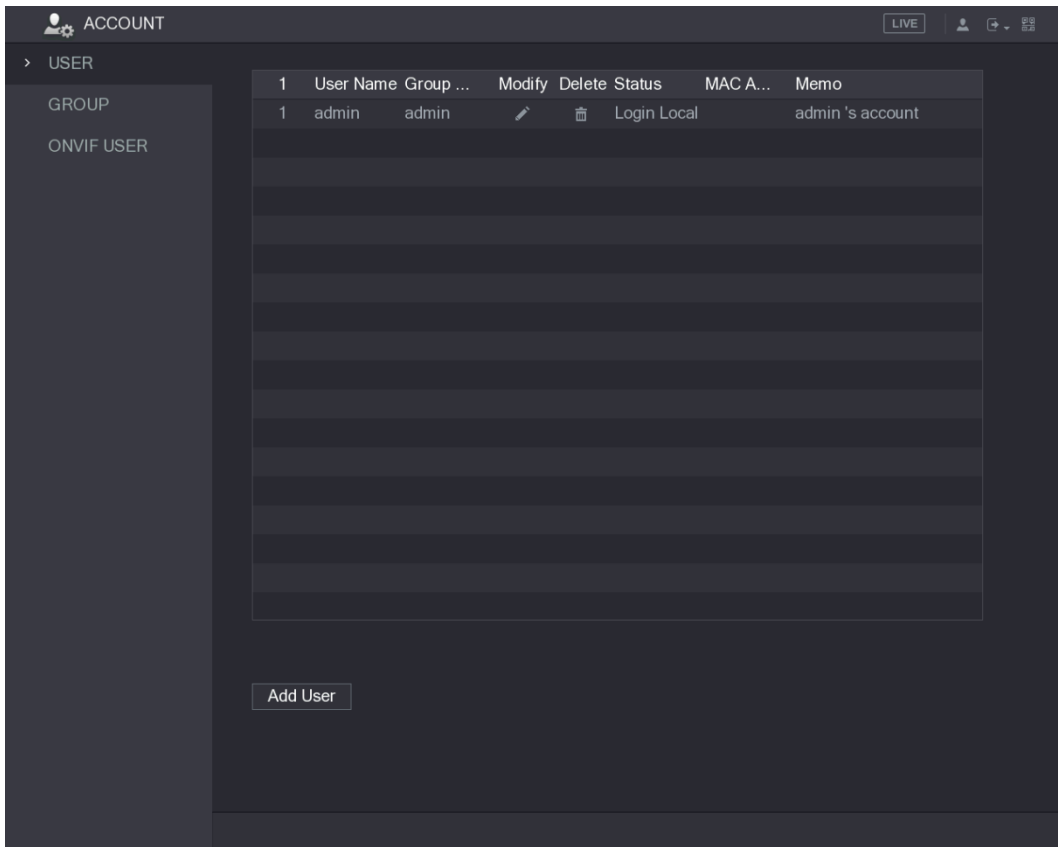 ACCOUNT
LIVE
USER
GROUP
ONVIF USER
1 User Name Group ... Modify Delete Status MAC A... Memo
1 admin admin Login Local admin 's account
Add User